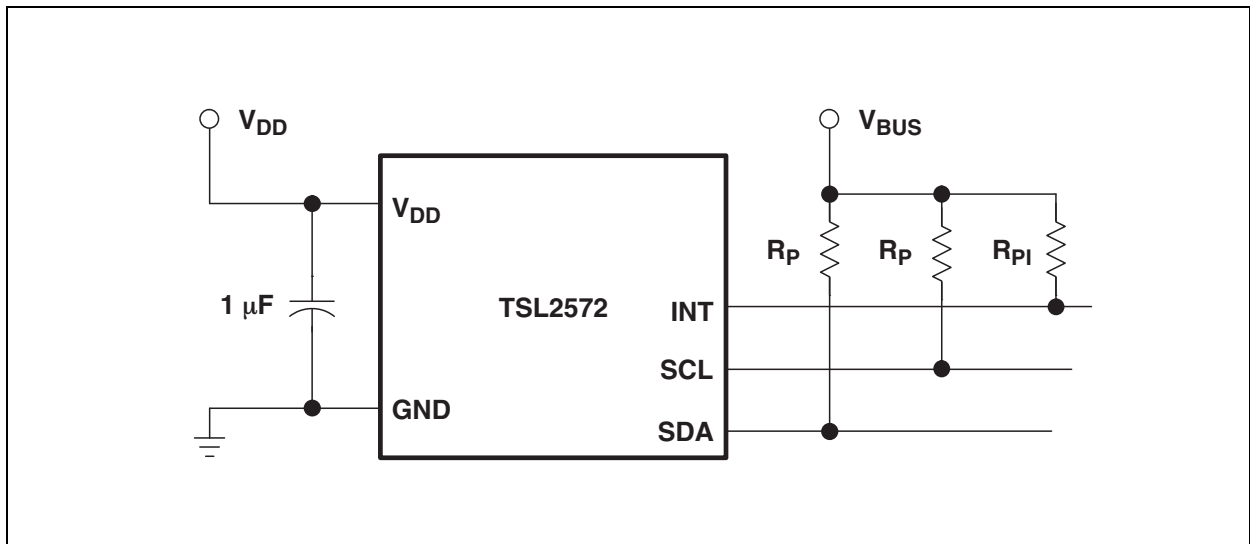 VDD
VBUS
VDD
RP
RP
RPI
1 μF
TSL2572
INT
SCL
GND
SDA